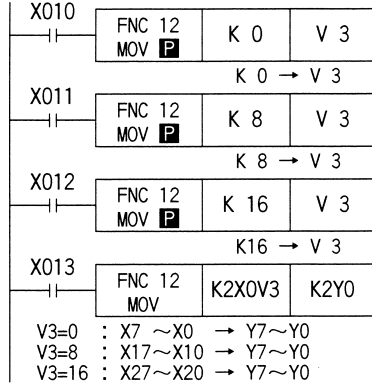 X010
FNC 12
MOV P K 0 V 3
K 0 → V 3
X011
FNC 12
MOV P K 8 V 3
K 8 → V 3
X012
FNC 12
MOV P K 16 V 3
K16 → V 3
X013
FNC 12
MOV K2X0V3 K2Y0
V3=0 : X7 ～X0 → Y7～Y0
V3=8 : X17～X10 → Y7～Y0
V3=16 : X27～X20 → Y7～Y0